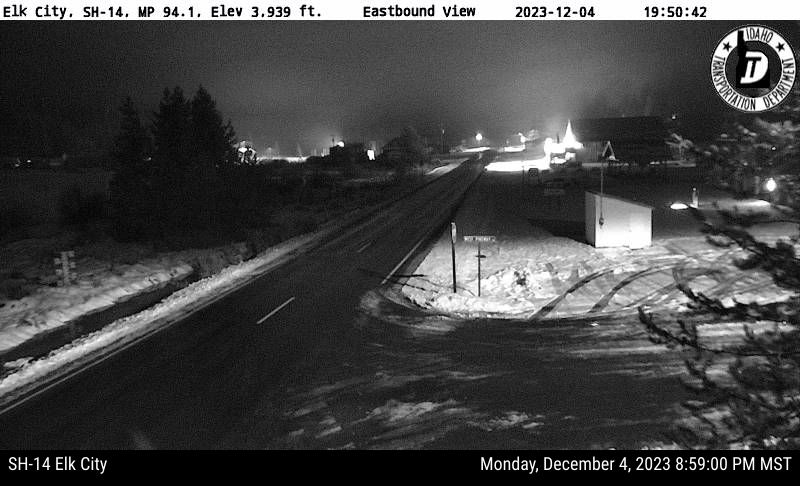 Elk City, SH-14, MP 94.1, Elev 3,939 ft. Eastbound View 2023-12-04 19:50:42
IDAHO
TRANSPORTATION DEPARTMENT
SH-14 Elk City Monday, December 4, 2023 8:59:00 PM MST